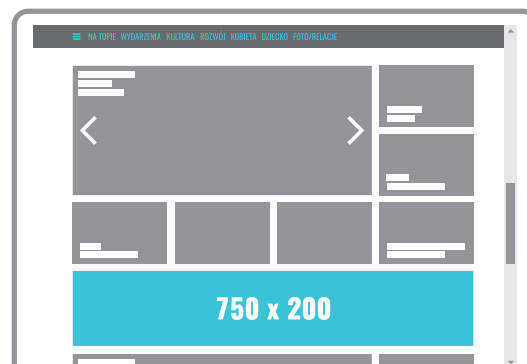 NA TOPIE WYDARZENIA KULTURA ROZWÓJ KOBIETA DZIECKO FOTO/RELACJE
750 x 200